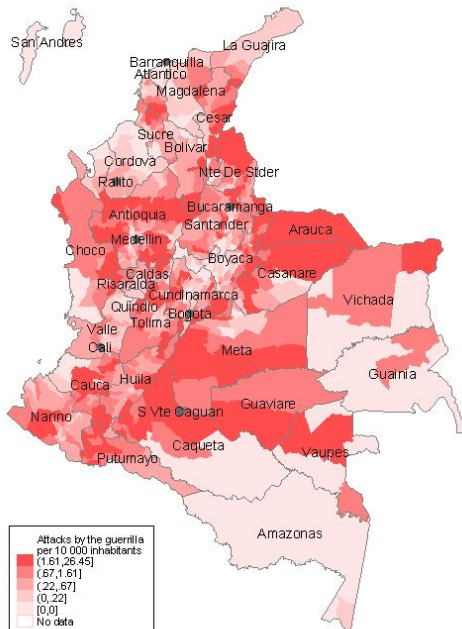 San Andres
La Guajira
Barranquilla
Atlantico
Magdalena
Cesar
Sucre
Bolivar
Cordova
Nte De Stder
Ralito
Antioquia
Bucaramanga
Santander
Arauca
Medellin
Choco
Boyaca
Caldas
Casanare
Risaralda
Cundinamarca
Vichada
Quindio
Bogota
Tolima
Valle
Meta
Cali
Guainia
Huila
Cauca
Narino
S Vte Caguan
Guaviare
Caqueta
Vaupes
Putumayo
Amazonas
Attacks by the guerrilla
per 10 000 inhabitants
(1.61,26.45]
(.67,1.61]
(.22,.67]
(0,.22]
[0,0]
No data